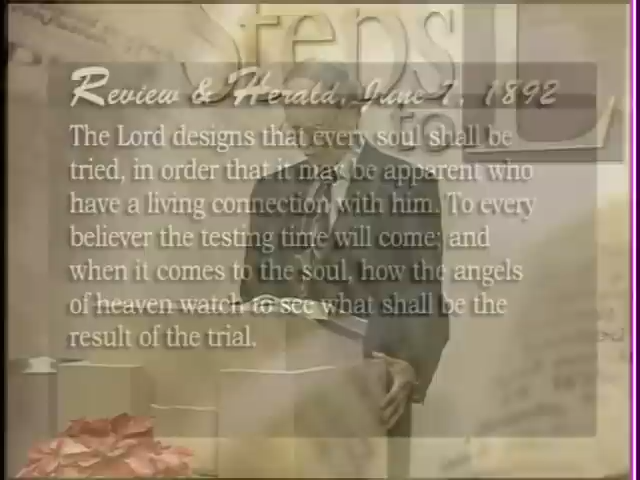 Steps
to L
Review & Herald, June 7, 1892
The Lord designs that every soul shall be
tried, in order that it may be apparent who
have a living connection with him. To every
believer the testing time will come; and
when it comes to the soul, how the angels
of heaven watch to see what shall be the
result of the trial.